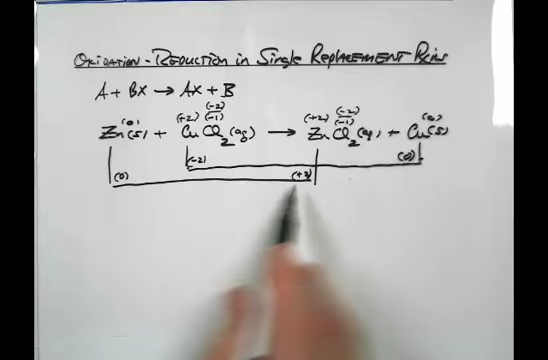 OXIDATION - REDUCTION in Single REPLACEMENT RXNS
A + BX → AX + B
(-2) (-2)
(0) (+2) (-1) (+2) (-1) (0)
Zn(s) + CuCl2(aq) → ZnCl2(aq) + Cu(s)
(-2) (0)
(0) (+2)